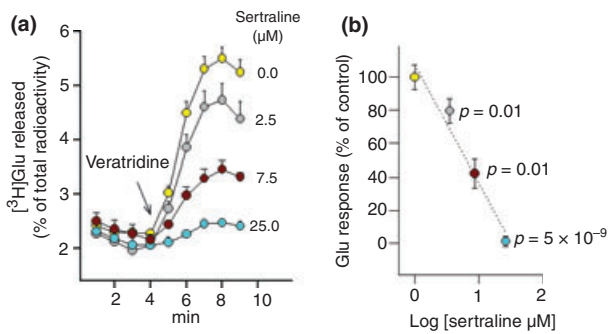 (a)
Sertraline
(µM)
[³H]Glu released
(% of total radioactivity)
6
5
4
3
2
Veratridine
0.0
2.5
7.5
25.0
2 4 6 8 10
min
(b)
Glu response (% of control)
100
80
60
40
20
0
p = 0.01
p = 0.01
p = 5 × 10⁻⁹
0 1 2
Log [sertraline µM]